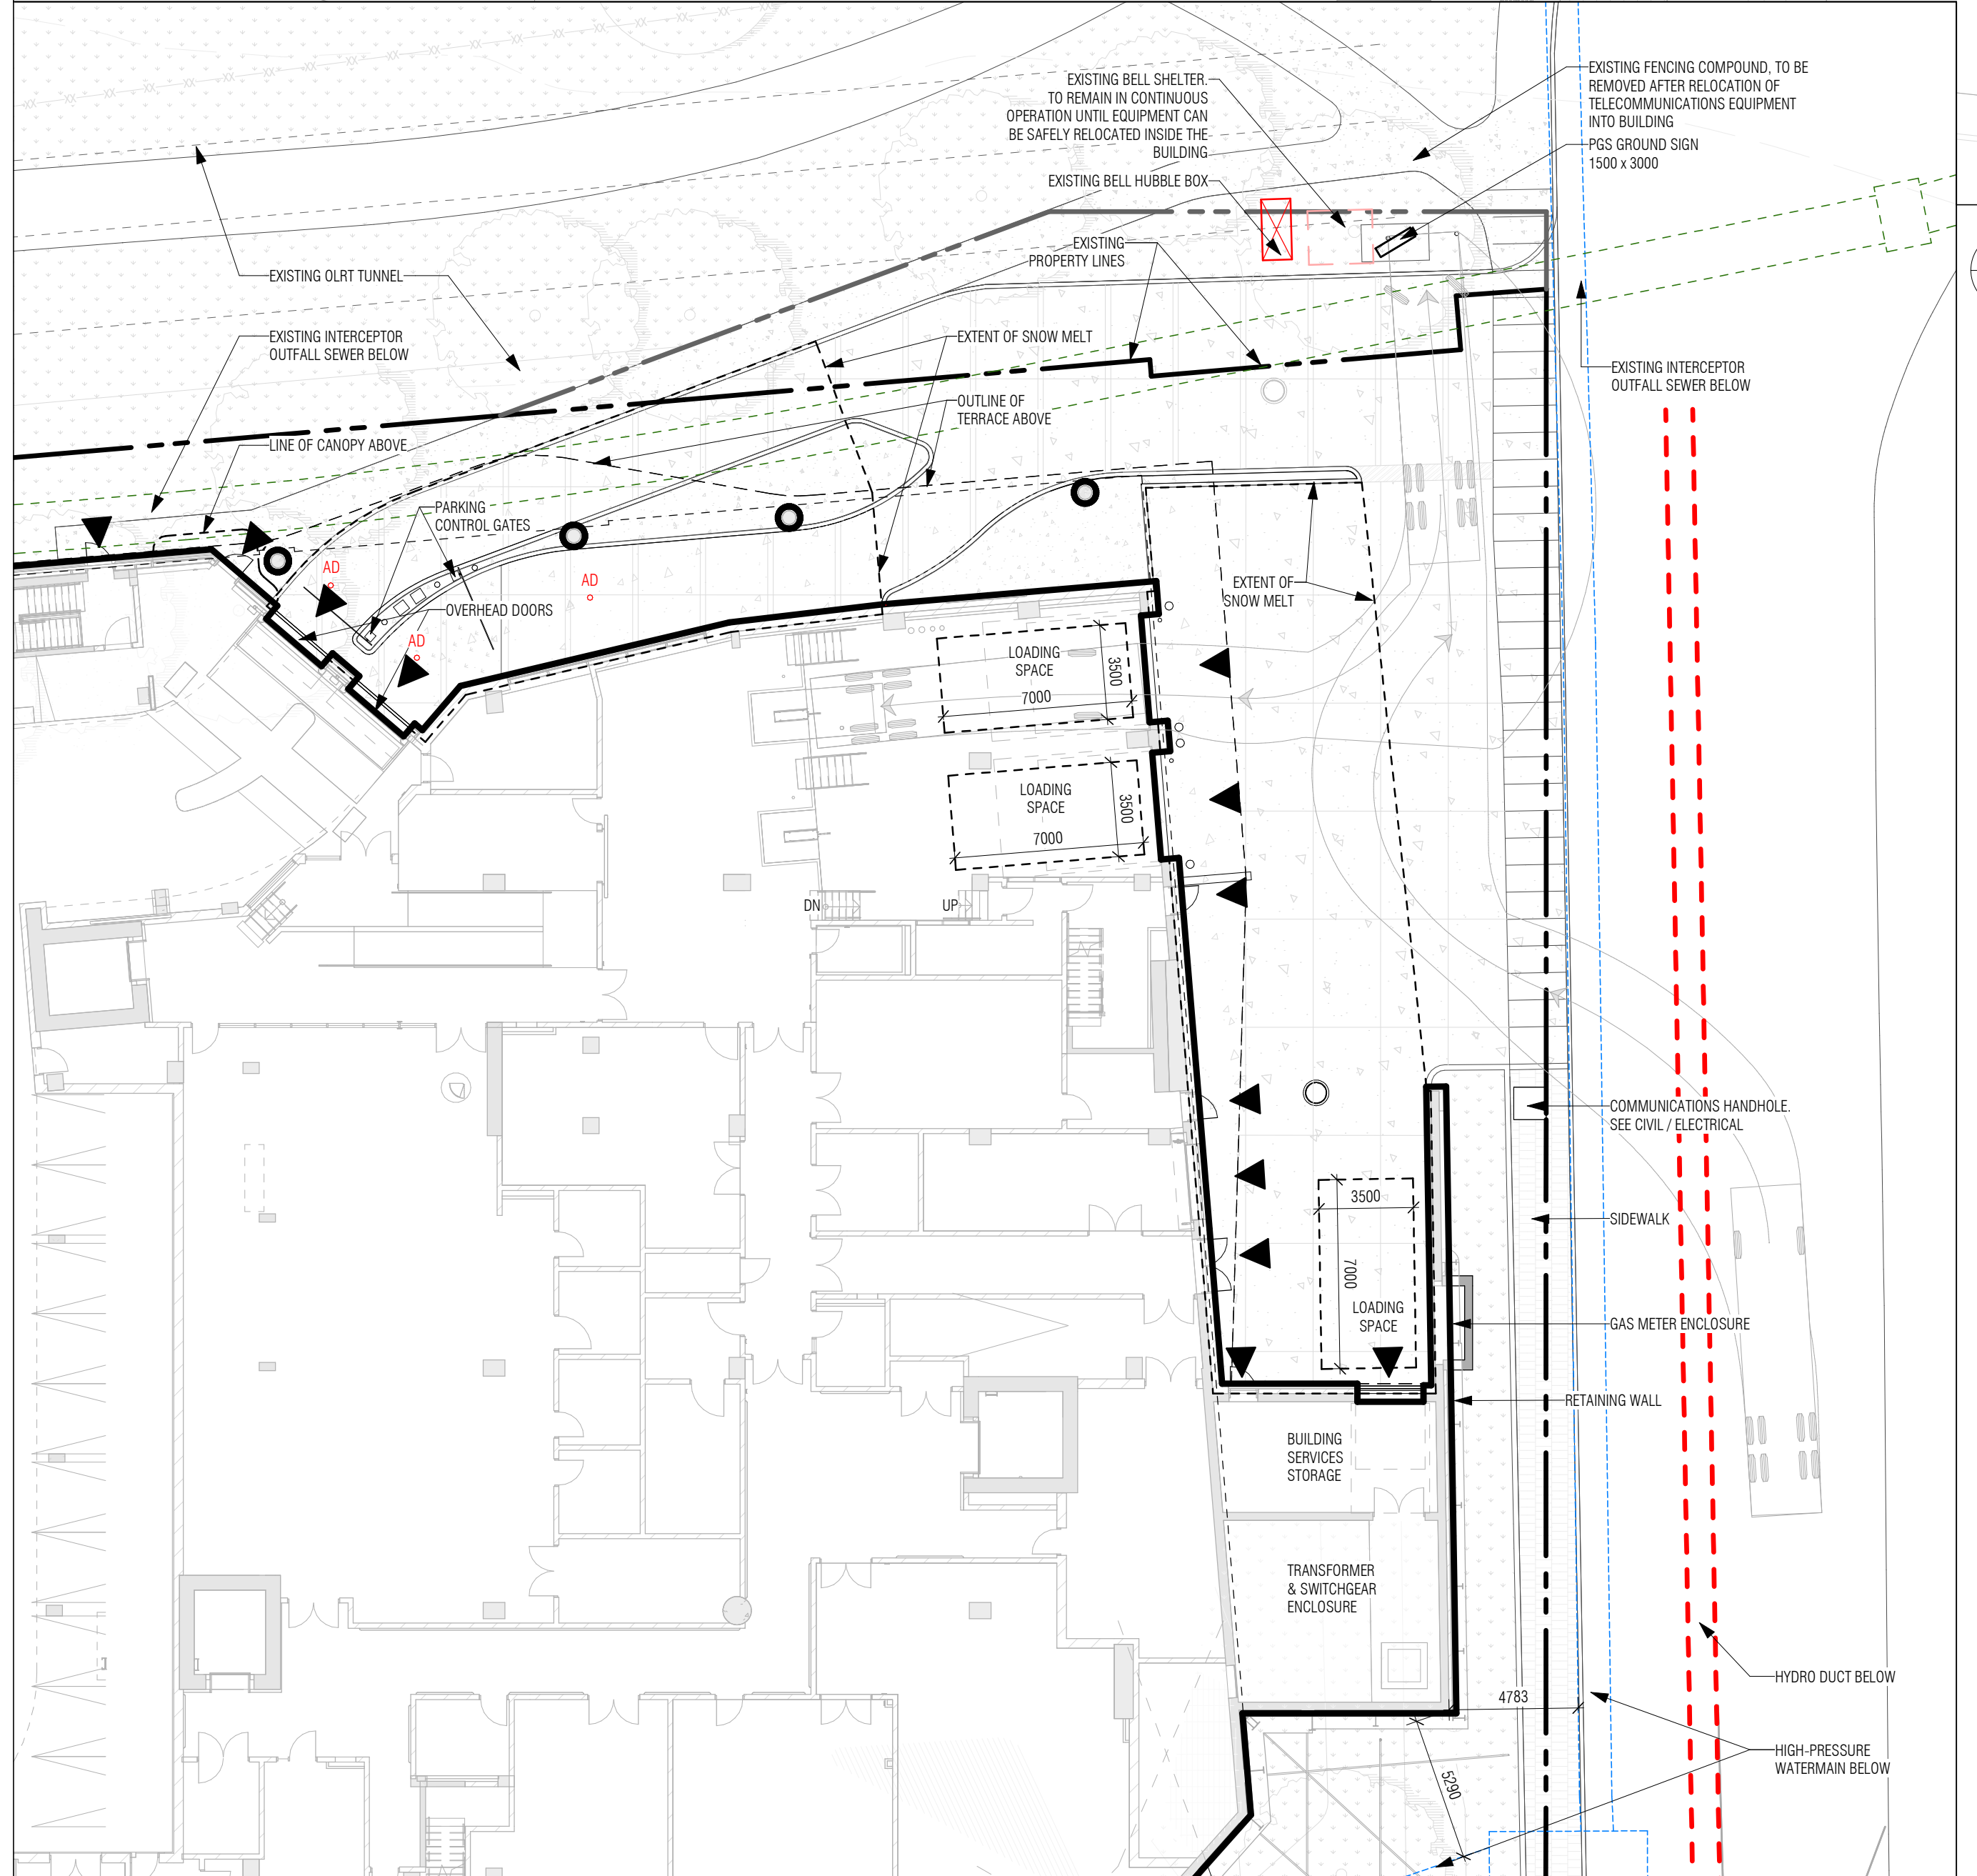 EXISTING BELL SHELTER.
TO REMAIN IN CONTINUOUS
OPERATION UNTIL EQUIPMENT CAN
BE SAFELY RELOCATED INSIDE THE
BUILDING
EXISTING BELL HUBBLE BOX
EXISTING FENCING COMPOUND, TO BE
REMOVED AFTER RELOCATION OF
TELECOMMUNICATIONS EQUIPMENT
INTO BUILDING
PGS GROUND SIGN
1500 x 3000
EXISTING
PROPERTY LINES
EXISTING OLRT TUNNEL
EXISTING INTERCEPTOR
OUTFALL SEWER BELOW
EXTENT OF SNOW MELT
EXISTING INTERCEPTOR
OUTFALL SEWER BELOW
OUTLINE OF
TERRACE ABOVE
LINE OF CANOPY ABOVE
PARKING
CONTROL GATES
AD
AD
OVERHEAD DOORS
AD
EXTENT OF
SNOW MELT
LOADING
SPACE
3500
7000
LOADING
SPACE
3500
7000
DN
UP
COMMUNICATIONS HANDHOLE.
SEE CIVIL / ELECTRICAL
3500
7000
LOADING
SPACE
SIDEWALK
GAS METER ENCLOSURE
RETAINING WALL
BUILDING
SERVICES
STORAGE
TRANSFORMER
& SWITCHGEAR
ENCLOSURE
HYDRO DUCT BELOW
4783
HIGH-PRESSURE
WATERMAIN BELOW
5290